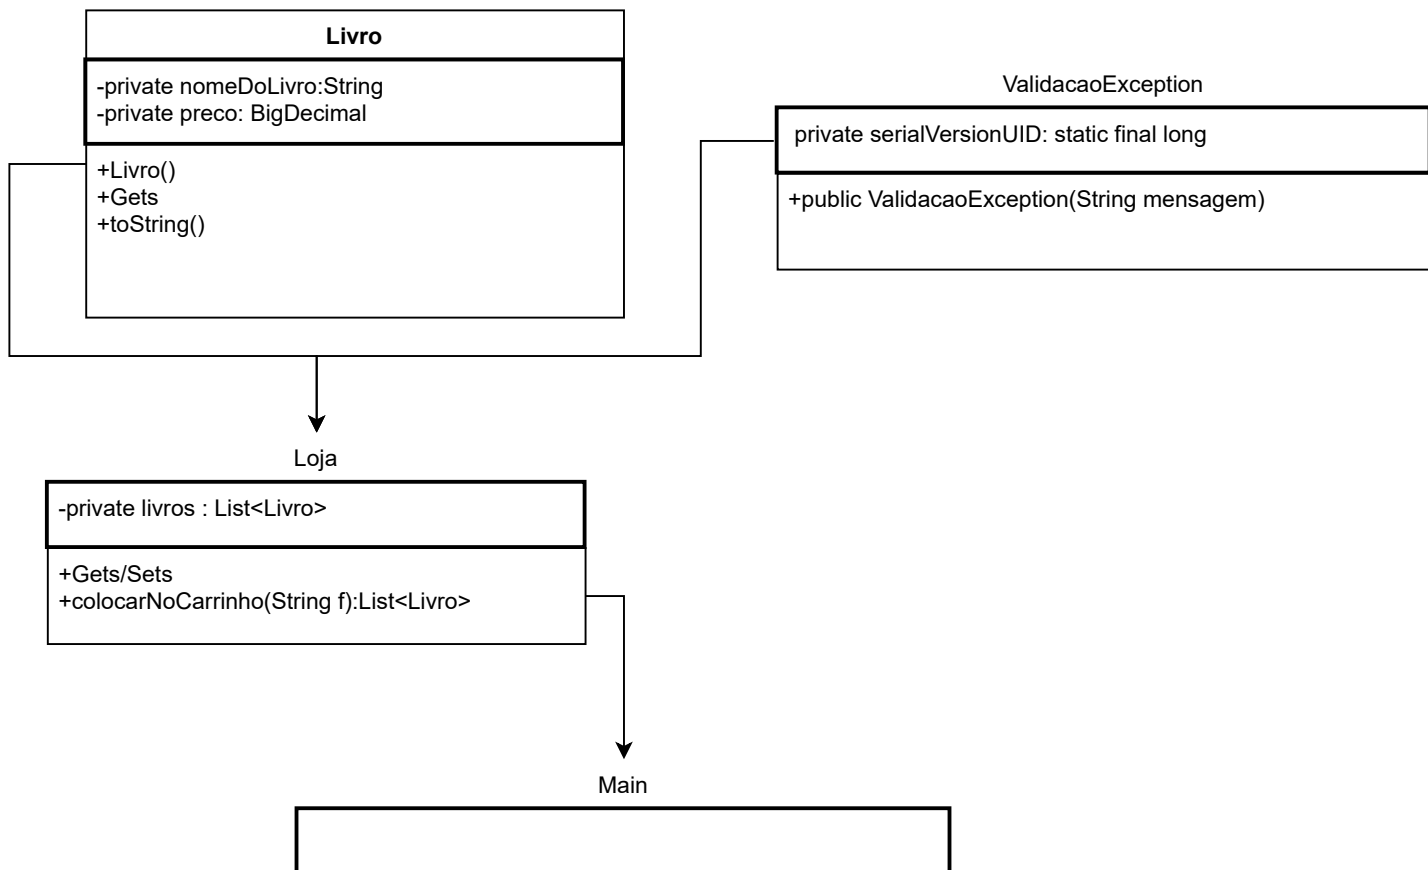 Livro
-private nomeDoLivro:String
-private preco: BigDecimal
+Livro()
+Gets
+toString()
ValidacaoException
private serialVersionUID: static final long
+public ValidacaoException(String mensagem)
Loja
-private livros : List<Livro>
+Gets/Sets
+colocarNoCarrinho(String f):List<Livro>
Main